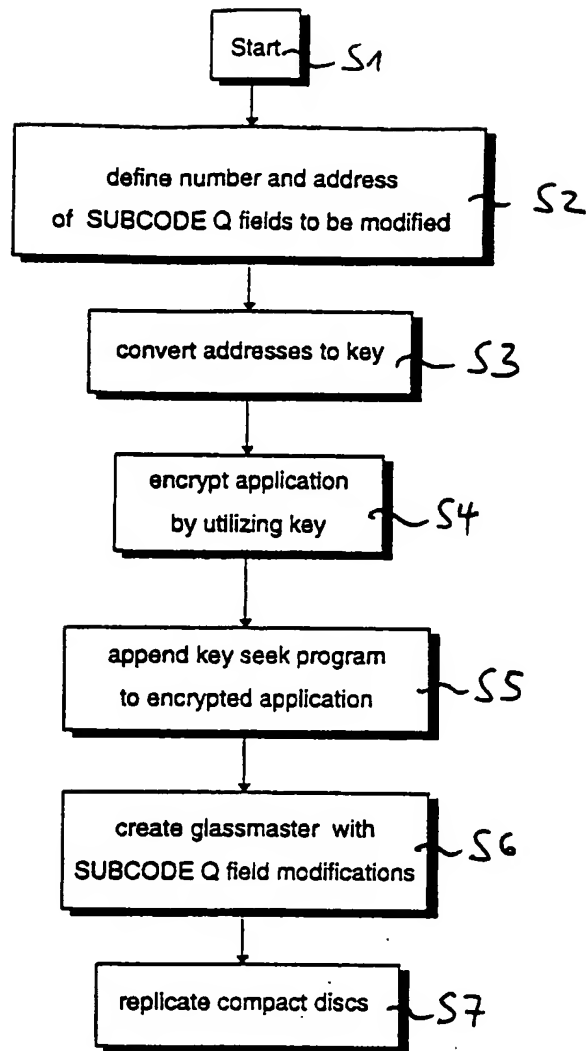 Start
S1
define number and address
of SUBCODE Q fields to be modified
S2
convert addresses to key
S3
encrypt application
by utilizing key
S4
append key seek program
to encrypted application
S5
create glassmaster with
SUBCODE Q field modifications
S6
replicate compact discs
S7